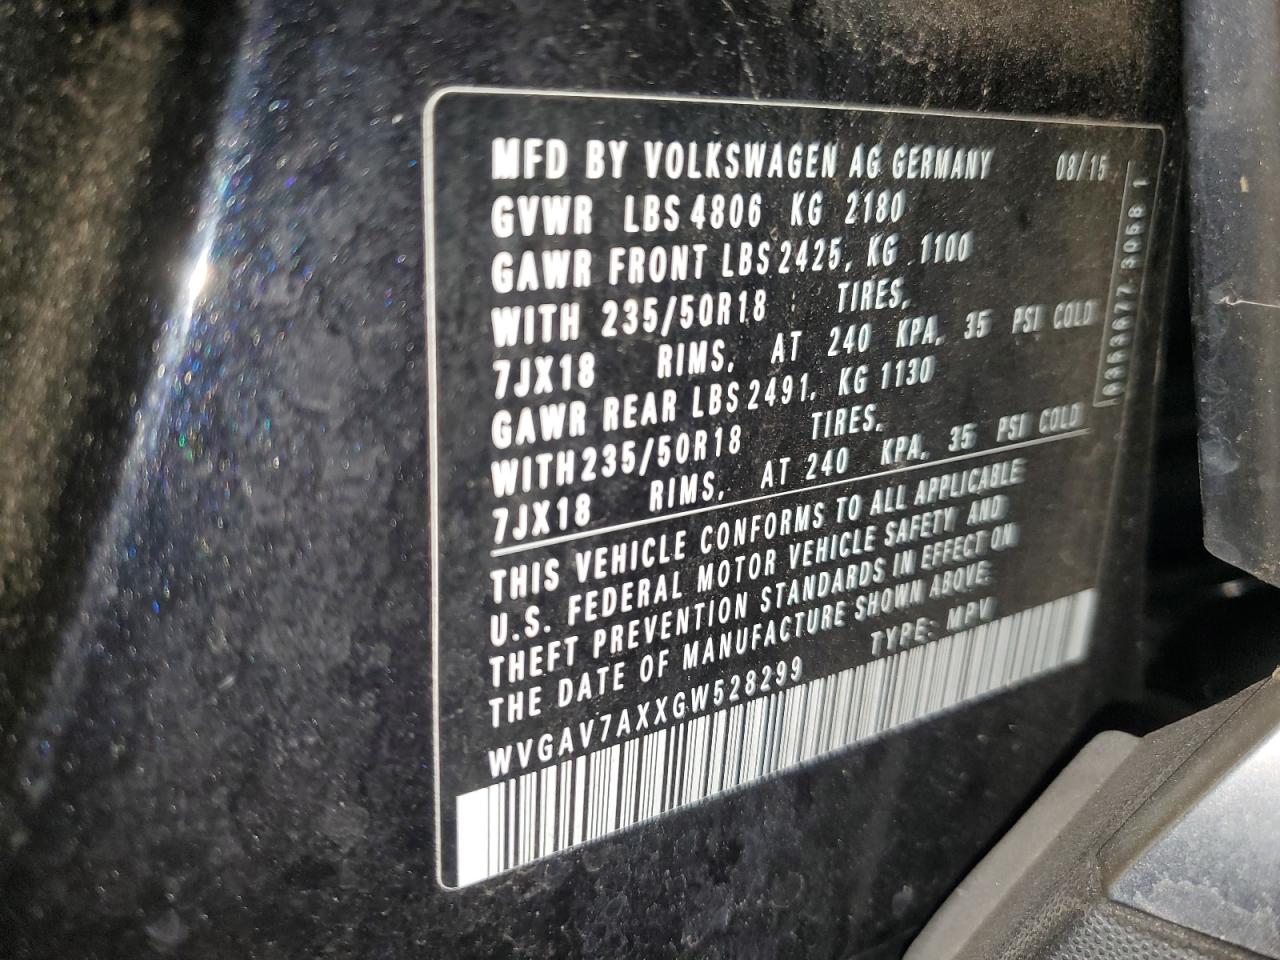 MFD BY VOLKSWAGEN AG GERMANY 08/15
GVWR LBS 4806 KG 2180
GAWR FRONT LBS 2425, KG 1100
WITH 235/50R18 TIRES,
7JX18 RIMS, AT 240 KPA, 35 PSI COLD
GAWR REAR LBS 2491, KG 1130
WITH 235/50R18 TIRES,
7JX18 RIMS, AT 240 KPA, 35 PSI COLD
THIS VEHICLE CONFORMS TO ALL APPLICABLE
U.S. FEDERAL MOTOR VEHICLE SAFETY AND
THEFT PREVENTION STANDARDS IN EFFECT ON
THE DATE OF MANUFACTURE SHOWN ABOVE.
WVGAV7AXXGW528299 TYPE: MPV